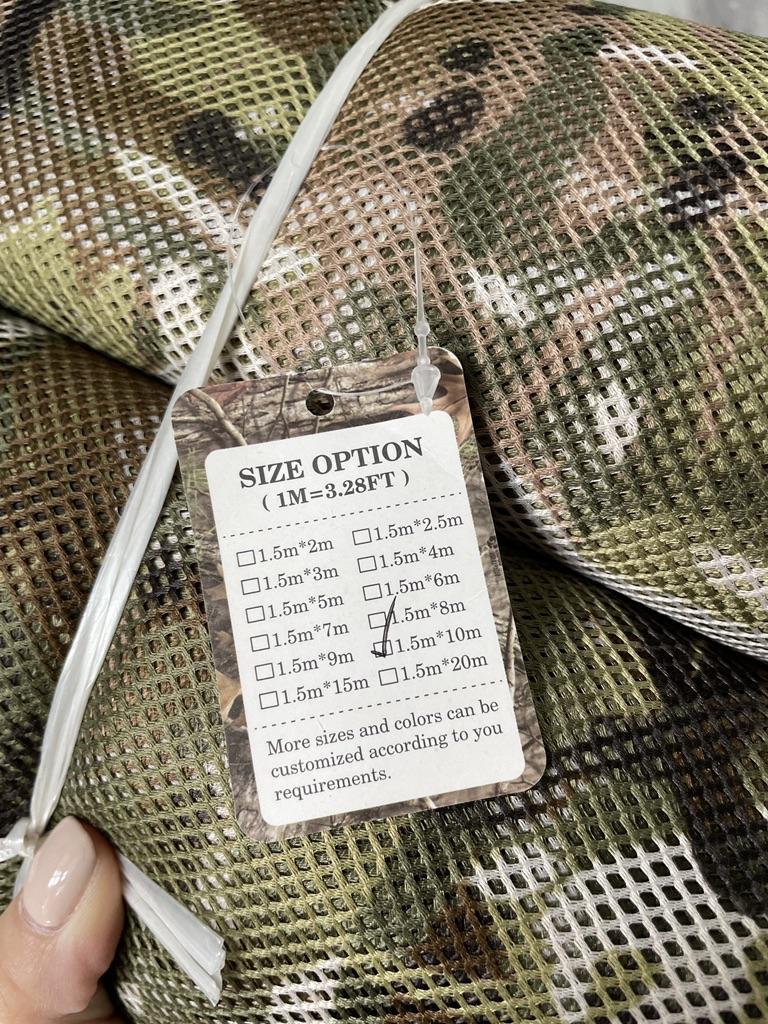 SIZE OPTION
( 1M=3.28FT )
1.5m*2m 1.5m*2.5m
1.5m*3m 1.5m*4m
1.5m*5m 1.5m*6m
1.5m*7m 1.5m*8m
1.5m*9m 1.5m*10m
1.5m*15m 1.5m*20m
More sizes and colors can be
customized according to you
requirements.